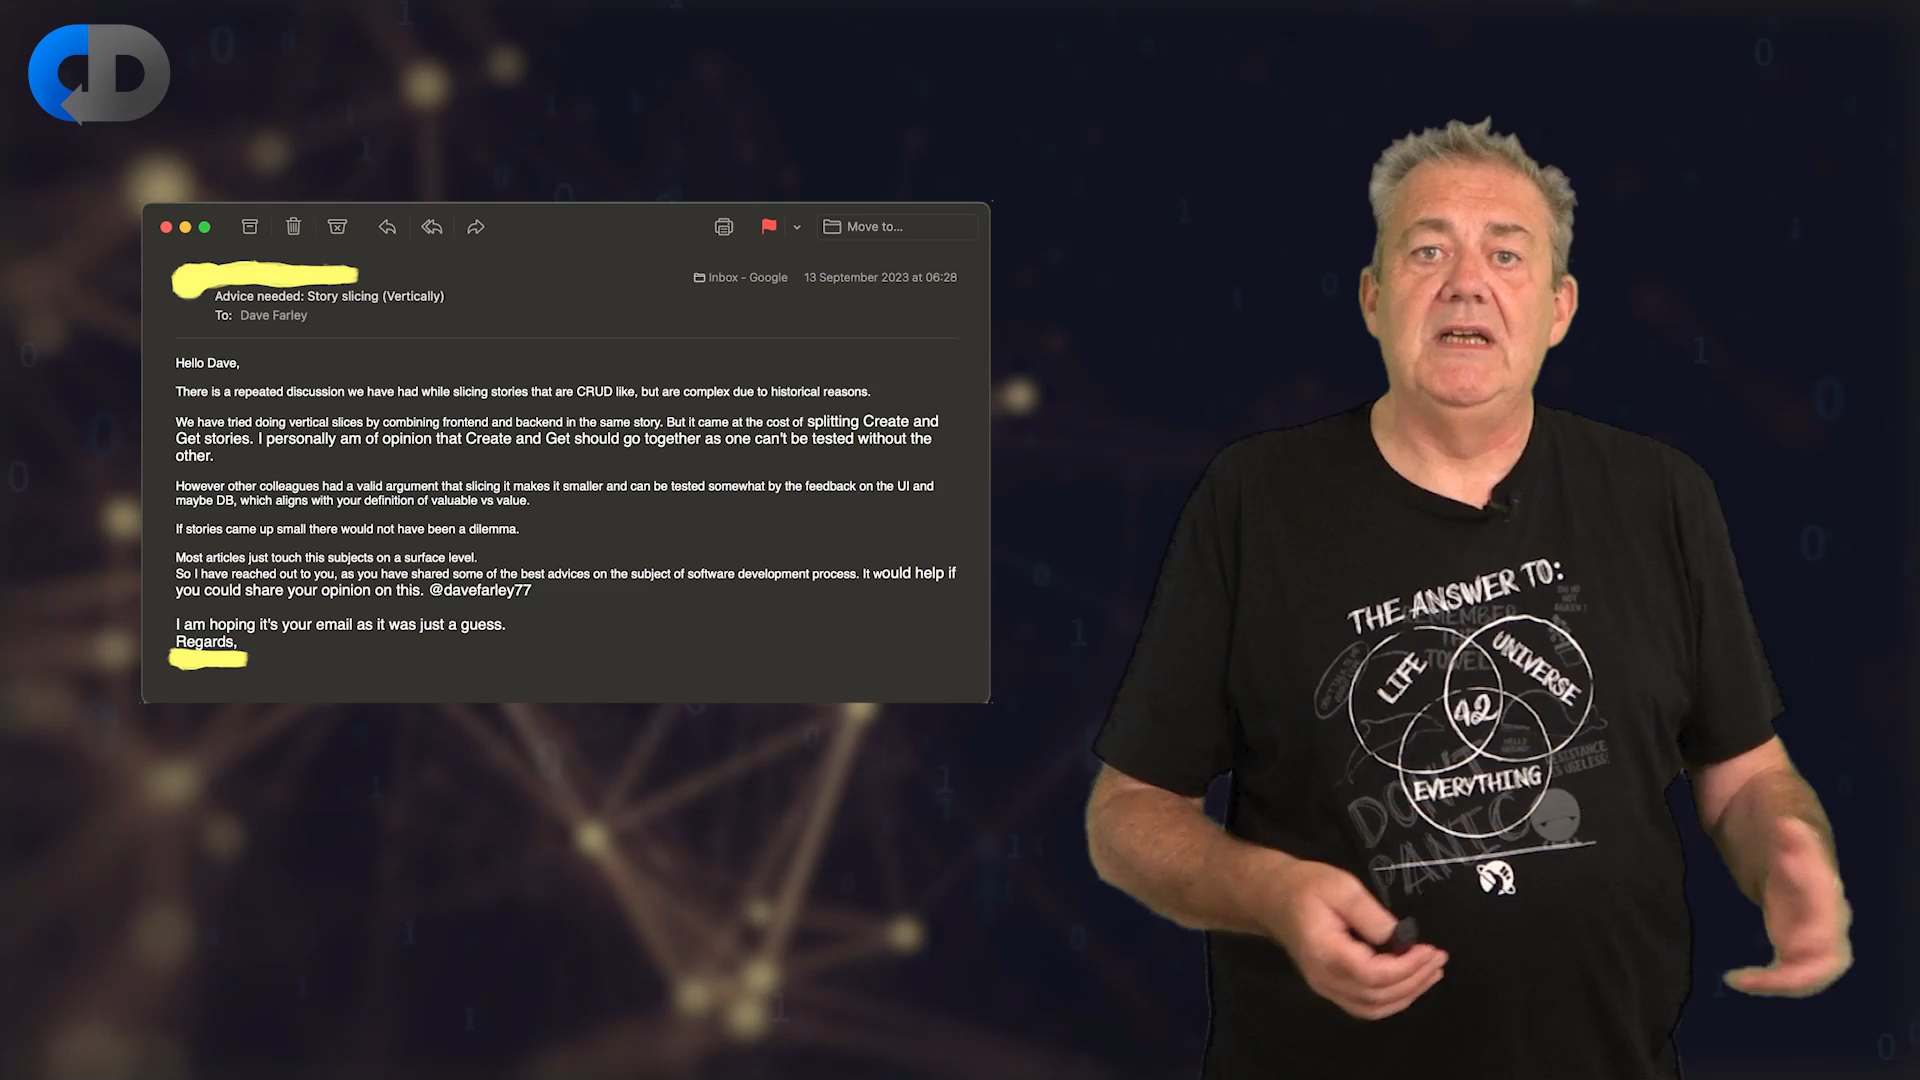 CD
Move to...
Inbox - Google 13 September 2023 at 06:28
Advice needed: Story slicing (Vertically)
To: Dave Farley
Hello Dave,
There is a repeated discussion we have had while slicing stories that are CRUD like, but are complex due to historical reasons.
We have tried doing vertical slices by combining frontend and backend in the same story. But it came at the cost of splitting Create and
Get stories. I personally am of opinion that Create and Get should go together as one can't be tested without the
other.
However other colleagues had a valid argument that slicing it makes it smaller and can be tested somewhat by the feedback on the UI and
maybe DB, which aligns with your definition of valuable vs value.
If stories came up small there would not have been a dilemma.
Most articles just touch this subjects on a surface level.
So I have reached out to you, as you have shared some of the best advices on the subject of software development process. It would help if
you could share your opinion on this. @davefarley77
I am hoping it's your email as it was just a guess.
Regards,
THE ANSWER TO:
REMEMBER
THE
TOWEL
LIFE
UNIVERSE
42
RESISTANCE
IS USELESS!
EVERYTHING
DON'T
PANIC